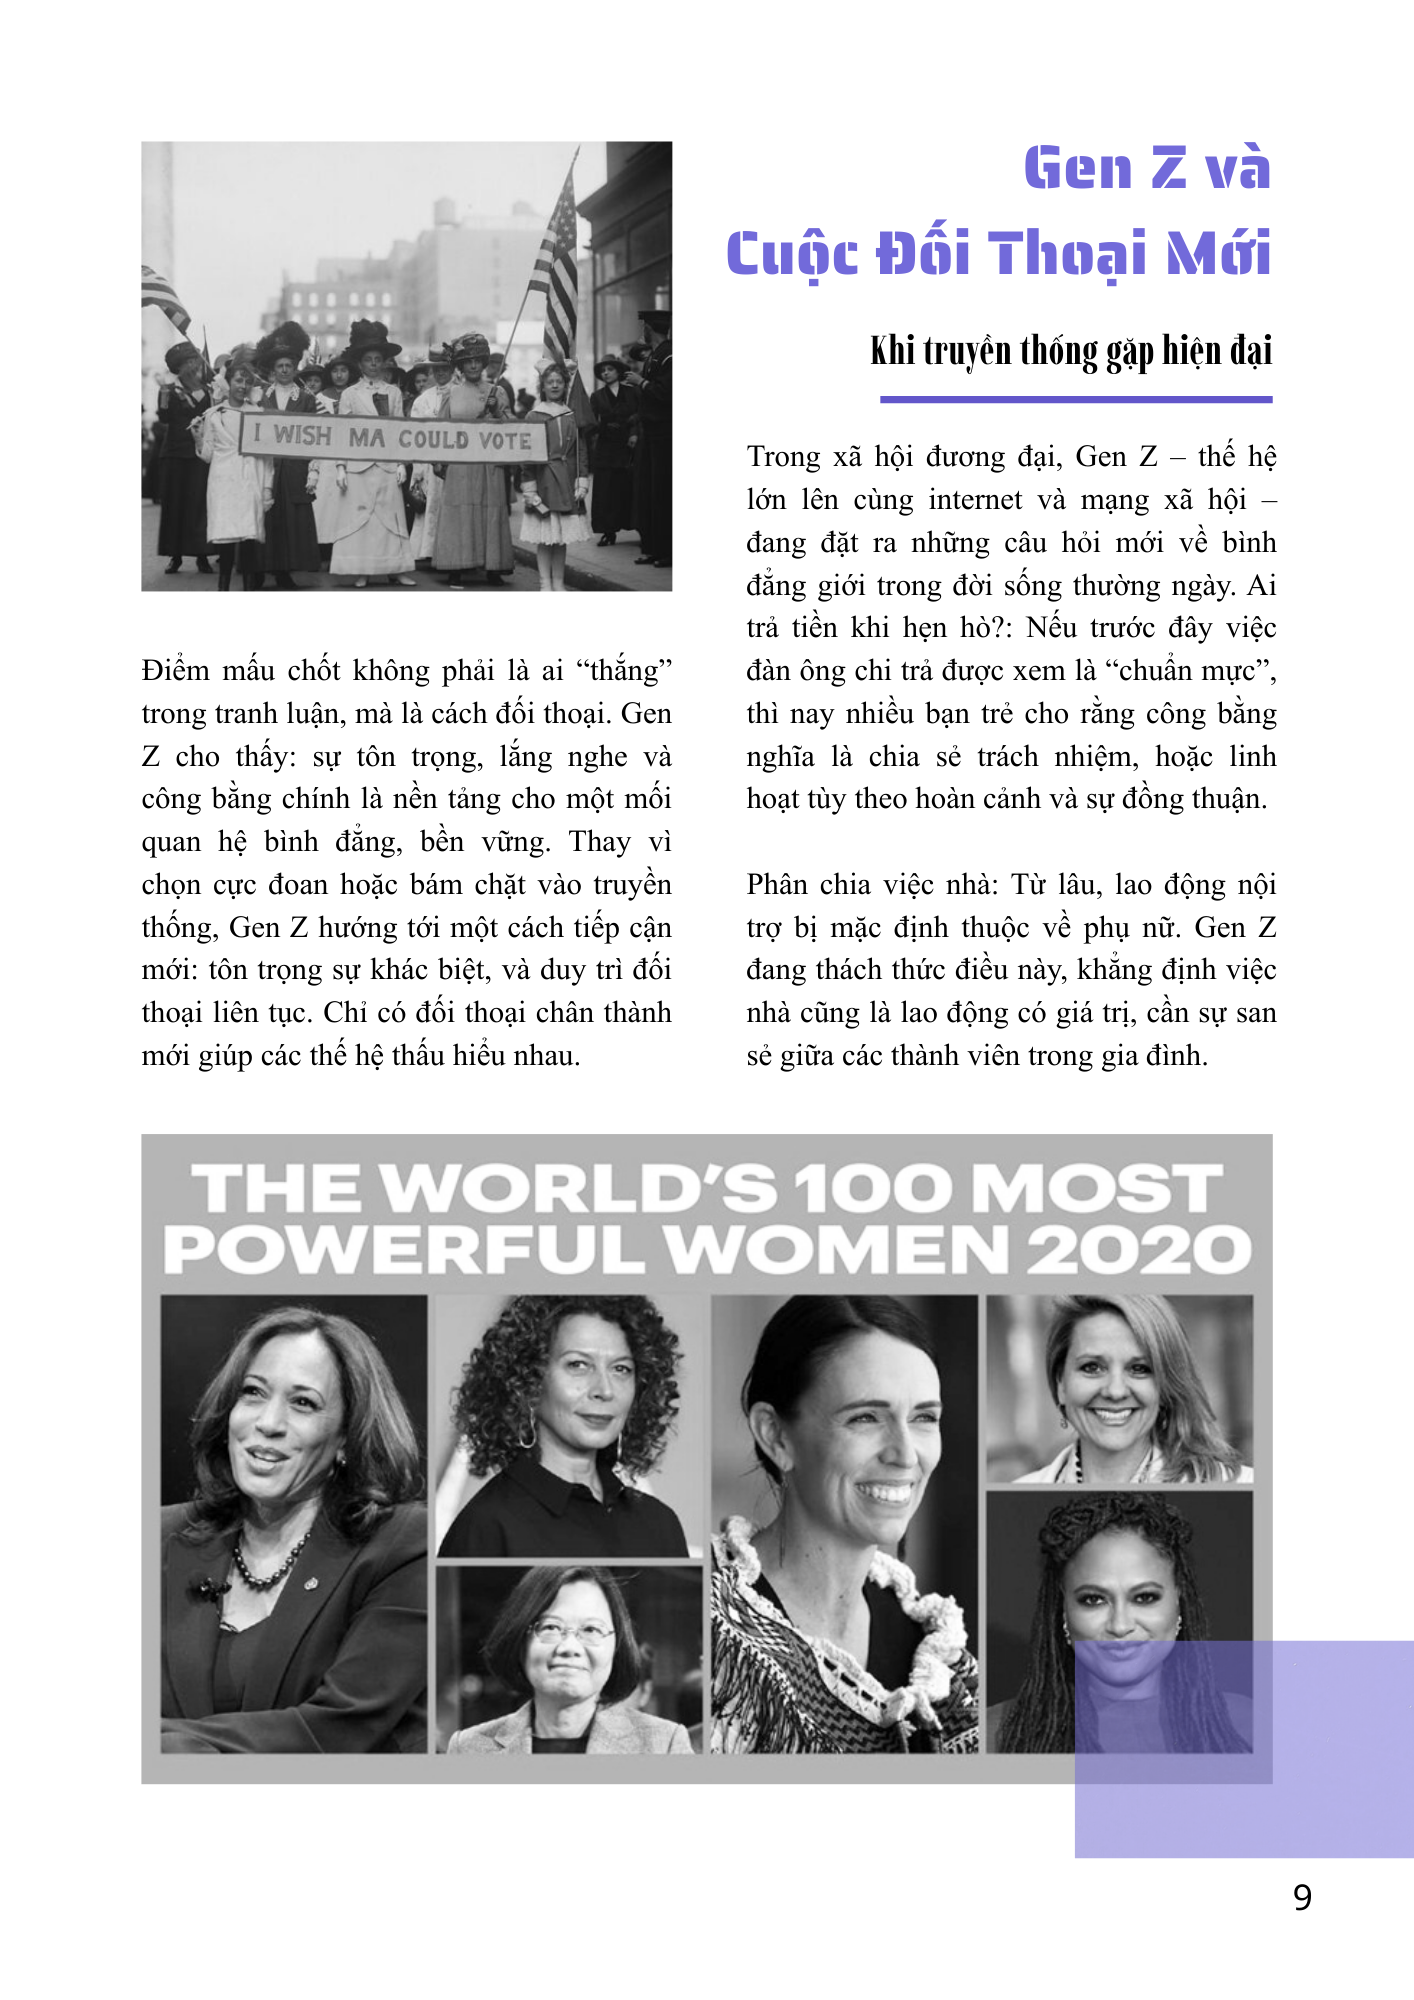 Gen Z và
Cuộc Đối Thoại Mới
Khi truyền thống gặp hiện đại
I WISH MA COULD VOTE
Trong xã hội đương đại, Gen Z – thế hệ
lớn lên cùng internet và mạng xã hội –
đang đặt ra những câu hỏi mới về bình
đẳng giới trong đời sống thường ngày. Ai
trả tiền khi hẹn hò?: Nếu trước đây việc
đàn ông chi trả được xem là “chuẩn mực”,
thì nay nhiều bạn trẻ cho rằng công bằng
nghĩa là chia sẻ trách nhiệm, hoặc linh
hoạt tùy theo hoàn cảnh và sự đồng thuận.
Phân chia việc nhà: Từ lâu, lao động nội
trợ bị mặc định thuộc về phụ nữ. Gen Z
đang thách thức điều này, khẳng định việc
nhà cũng là lao động có giá trị, cần sự san
sẻ giữa các thành viên trong gia đình.
Điểm mấu chốt không phải là ai “thắng”
trong tranh luận, mà là cách đối thoại. Gen
Z cho thấy: sự tôn trọng, lắng nghe và
công bằng chính là nền tảng cho một mối
quan hệ bình đẳng, bền vững. Thay vì
chọn cực đoan hoặc bám chặt vào truyền
thống, Gen Z hướng tới một cách tiếp cận
mới: tôn trọng sự khác biệt, và duy trì đối
thoại liên tục. Chỉ có đối thoại chân thành
mới giúp các thế hệ thấu hiểu nhau.
THE WORLD’S 100 MOST
POWERFUL WOMEN 2020
9